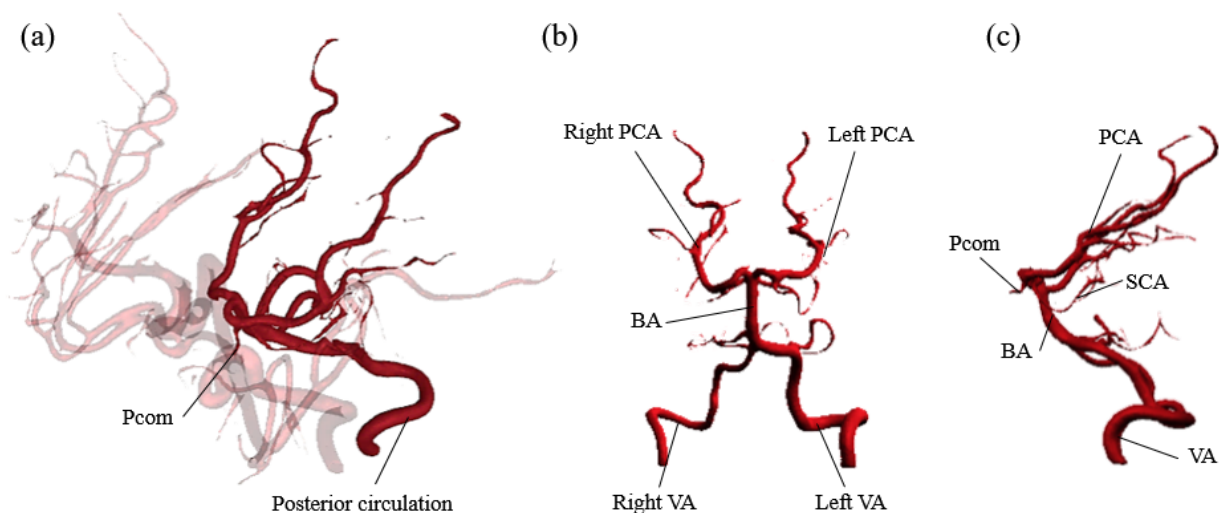 (a)
Pcom
Posterior circulation
(b)
Right PCA
Left PCA
BA
Right VA
Left VA
(c)
PCA
Pcom
SCA
BA
VA